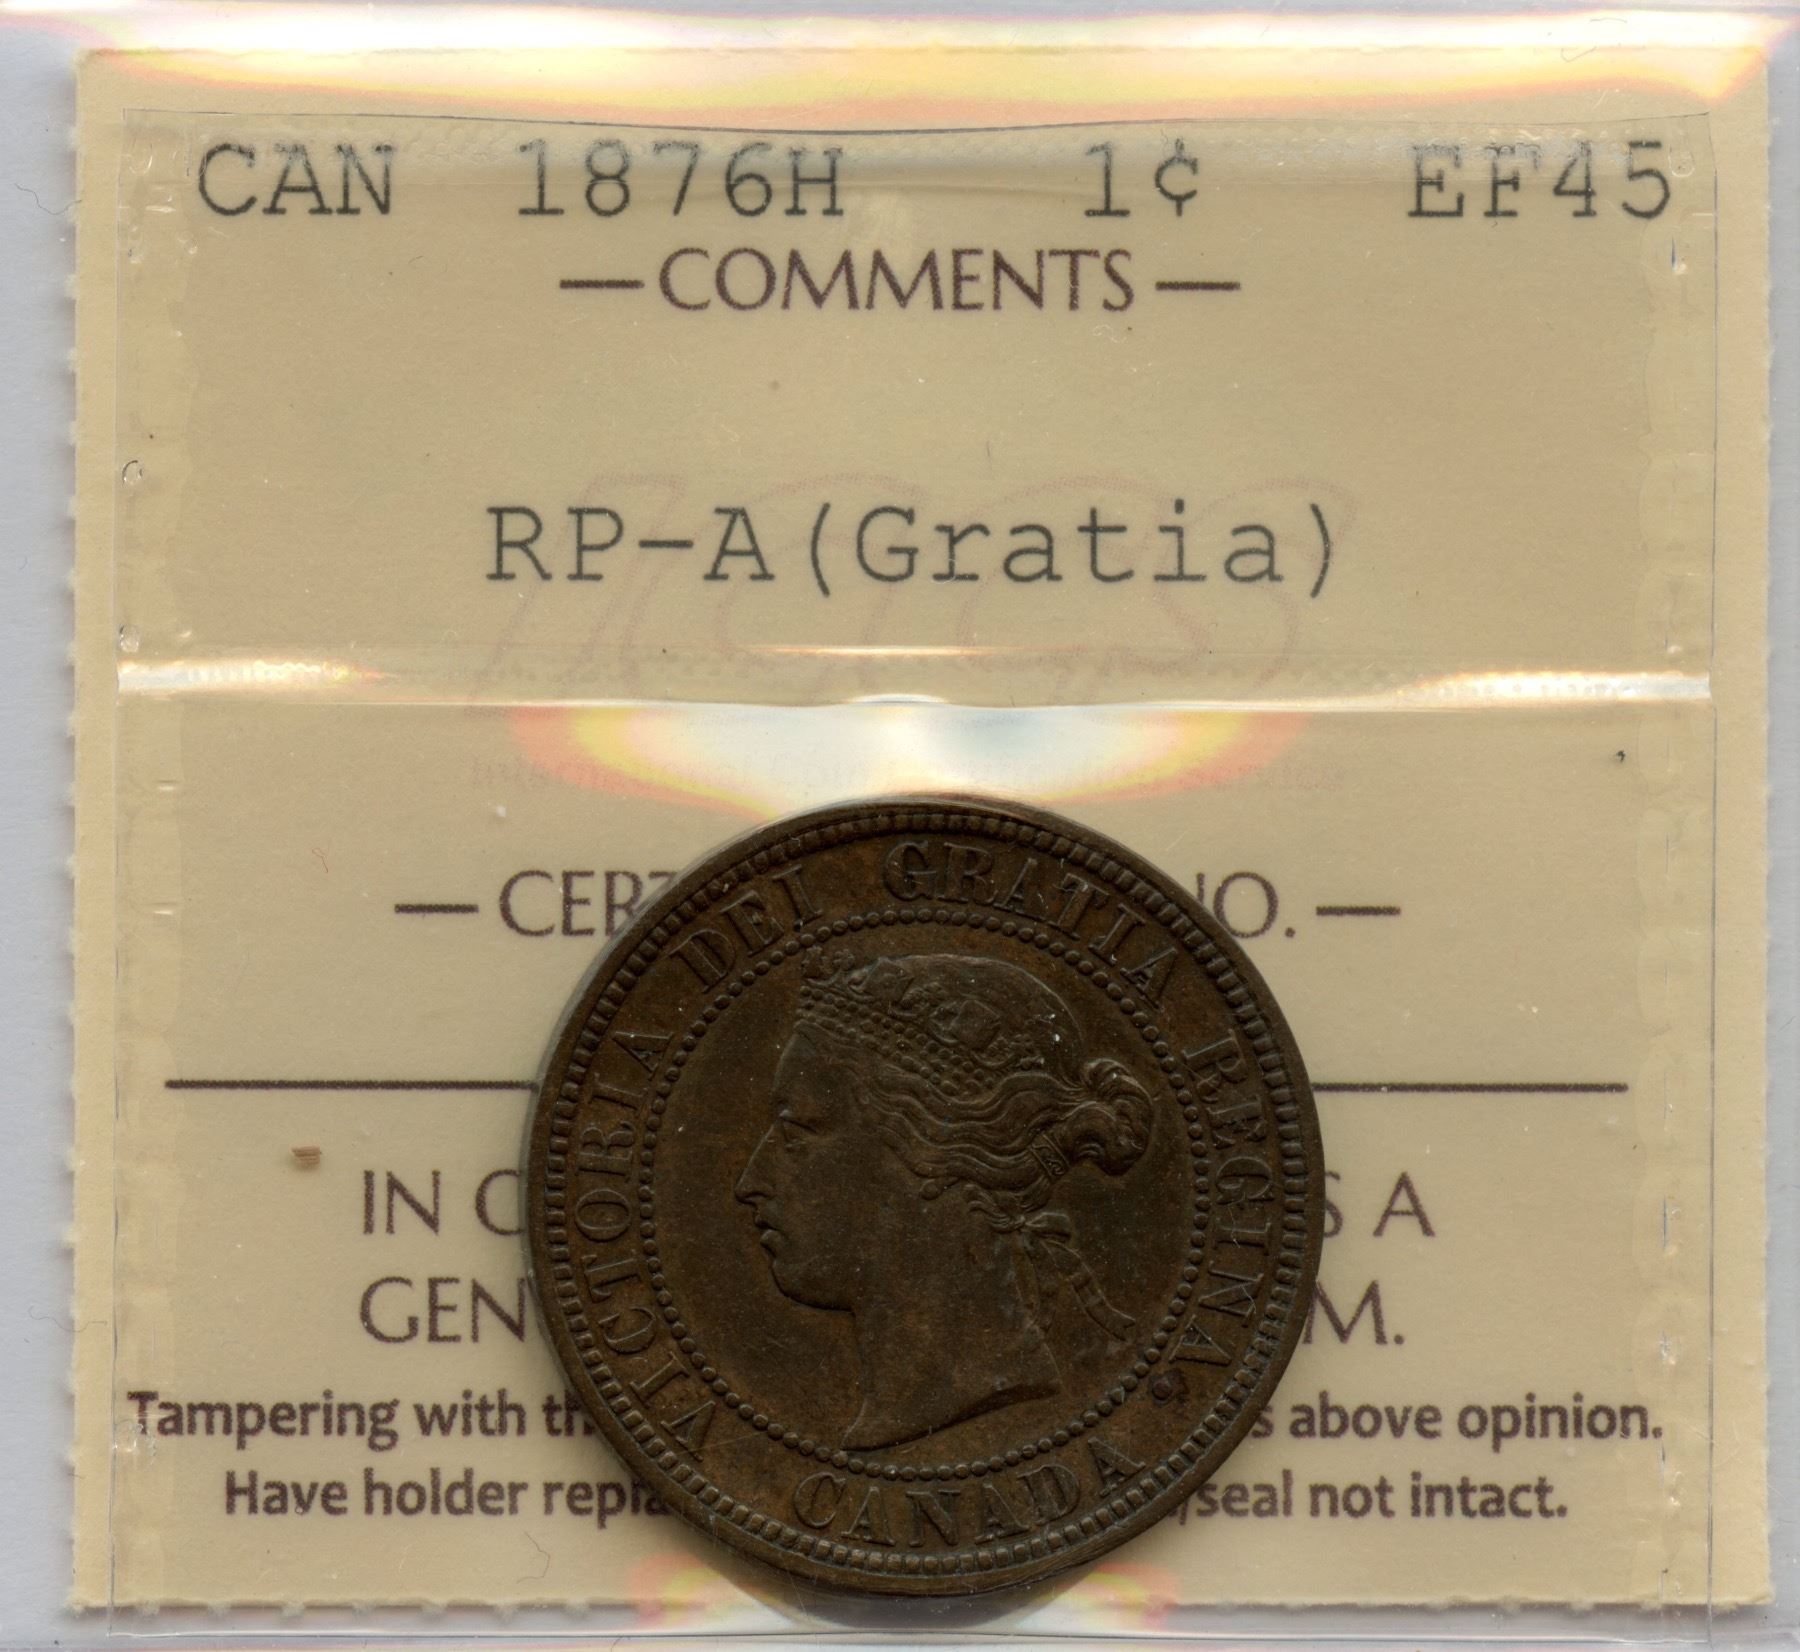 CAN 1876H 1¢ EF45
— COMMENTS —
RP-A(Gratia)
— CERT NO. —
IN C S A
GEN M.
Tampering with th s above opinion.
Have holder repla /seal not intact.
VICTORIA DEI GRATIA REGINA.
CANADA